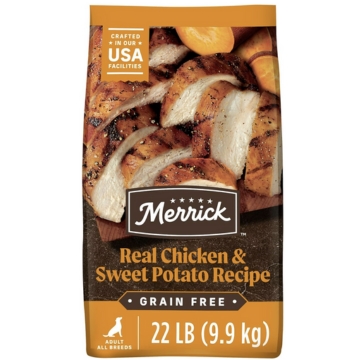 CRAFTED
IN OUR
USA
FACILITIES
Merrick™
Real Chicken &
Sweet Potato Recipe
• GRAIN FREE •
ADULT
ALL BREEDS
22 LB (9.9 kg)